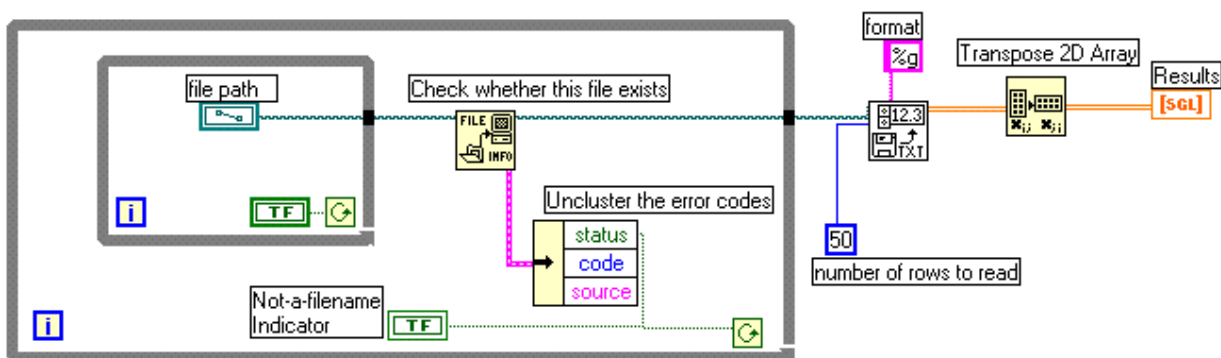 format
%g
Transpose 2D Array
Results
[SGL]
file path
Check whether this file exists
FILE
INFO
12.3
TXT
i
TF
Uncluster the error codes
status
code
source
50
number of rows to read
Not-a-filename
Indicator
TF
i